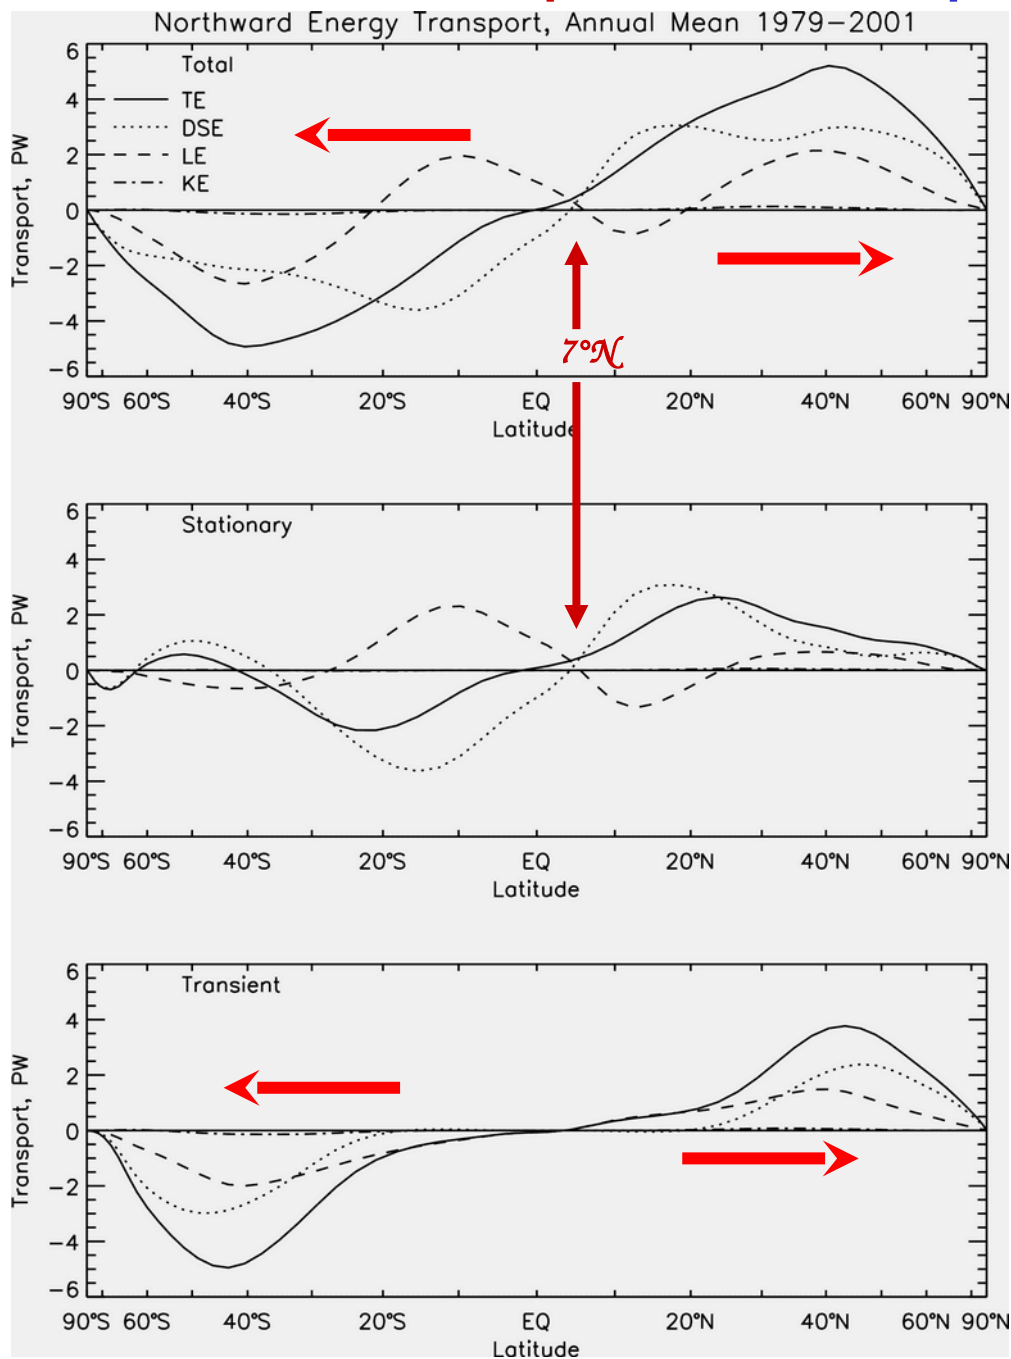 Northward Energy Transport, Annual Mean 1979–2001
Total
TE
DSE
LE
KE
Transport, PW
6
4
2
0
−2
−4
−6
7°N
90°S 60°S 40°S 20°S EQ 20°N 40°N 60°N 90°N
Latitude
Stationary
Transport, PW
6
4
2
0
−2
−4
−6
90°S 60°S 40°S 20°S EQ 20°N 40°N 60°N 90°N
Latitude
Transient
Transport, PW
6
4
2
0
−2
−4
−6
90°S 60°S 40°S 20°S EQ 20°N 40°N 60°N 90°N
Latitude